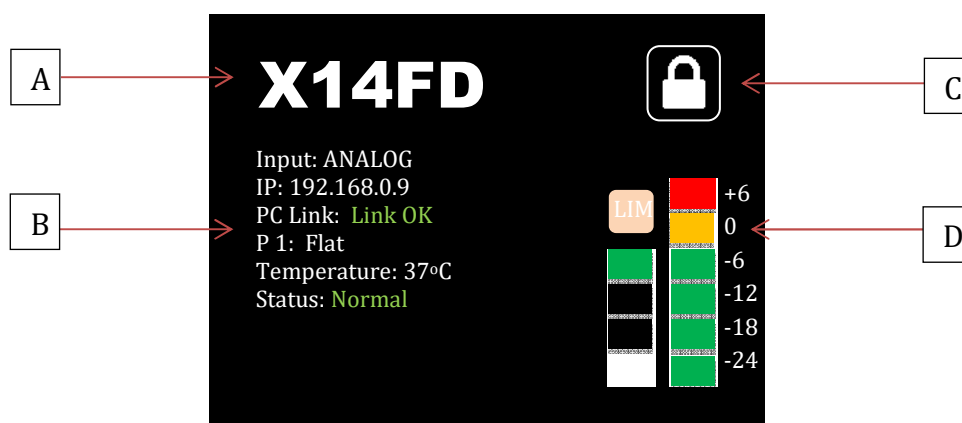 A
X14FD
C
Input: ANALOG
IP: 192.168.0.9
PC Link: Link OK
B
P 1: Flat
Temperature: 37ºC
Status: Normal
LIM
+6
0
D
-6
-12
-18
-24